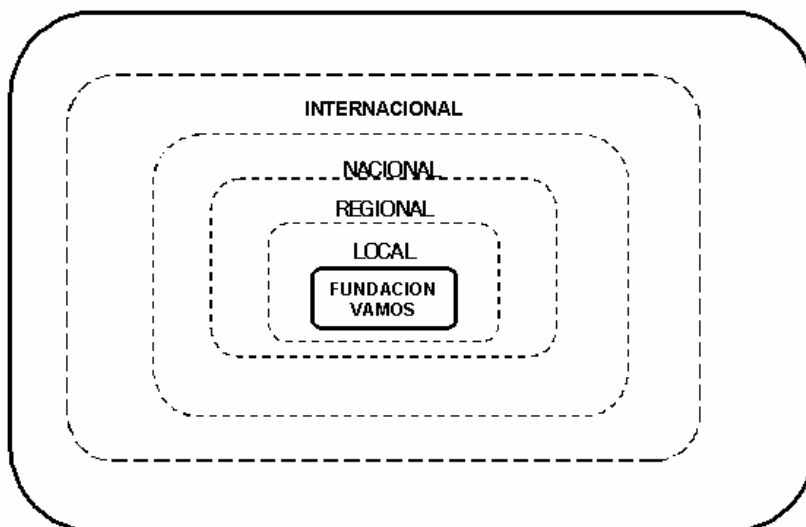 INTERNACIONAL
NACIONAL
REGIONAL
LOCAL
FUNDACION
VAMOS